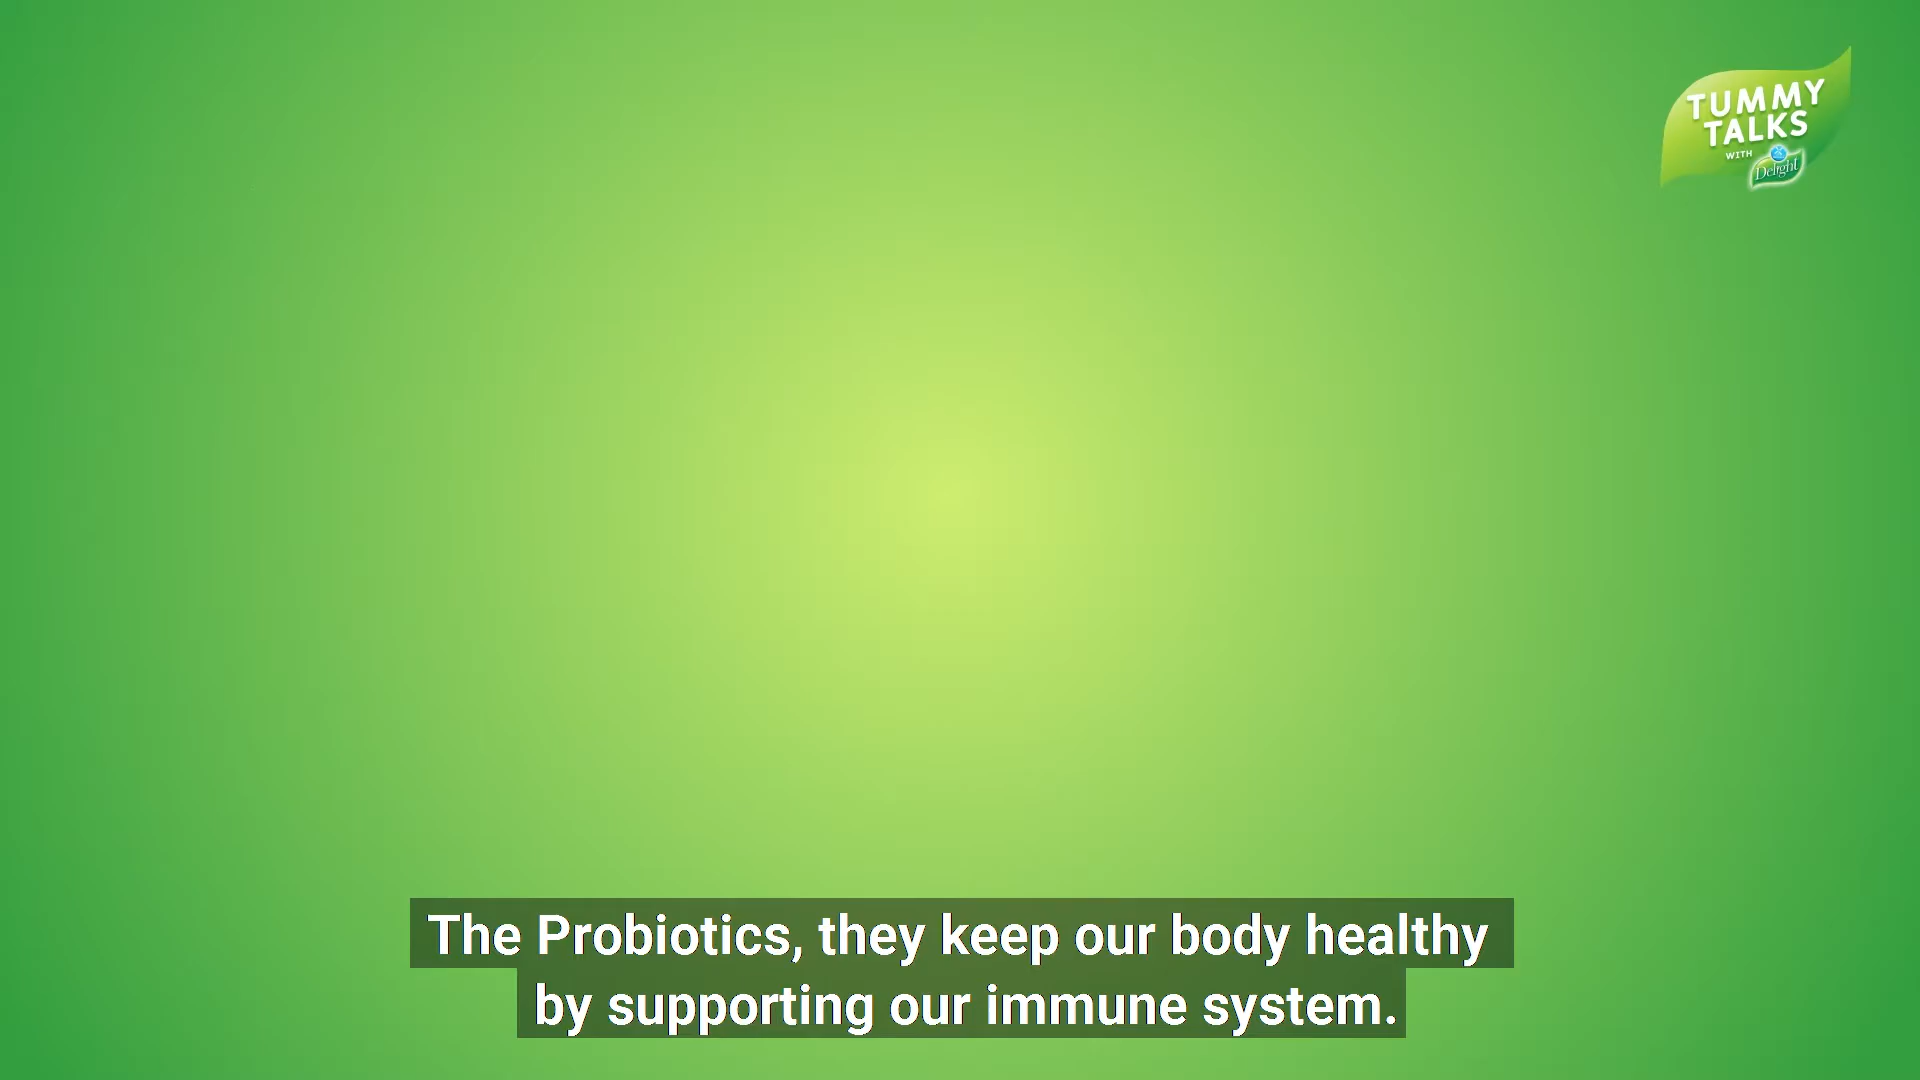 TUMMY
TALKS
WITH
Delight
The Probiotics, they keep our body healthy
by supporting our immune system.